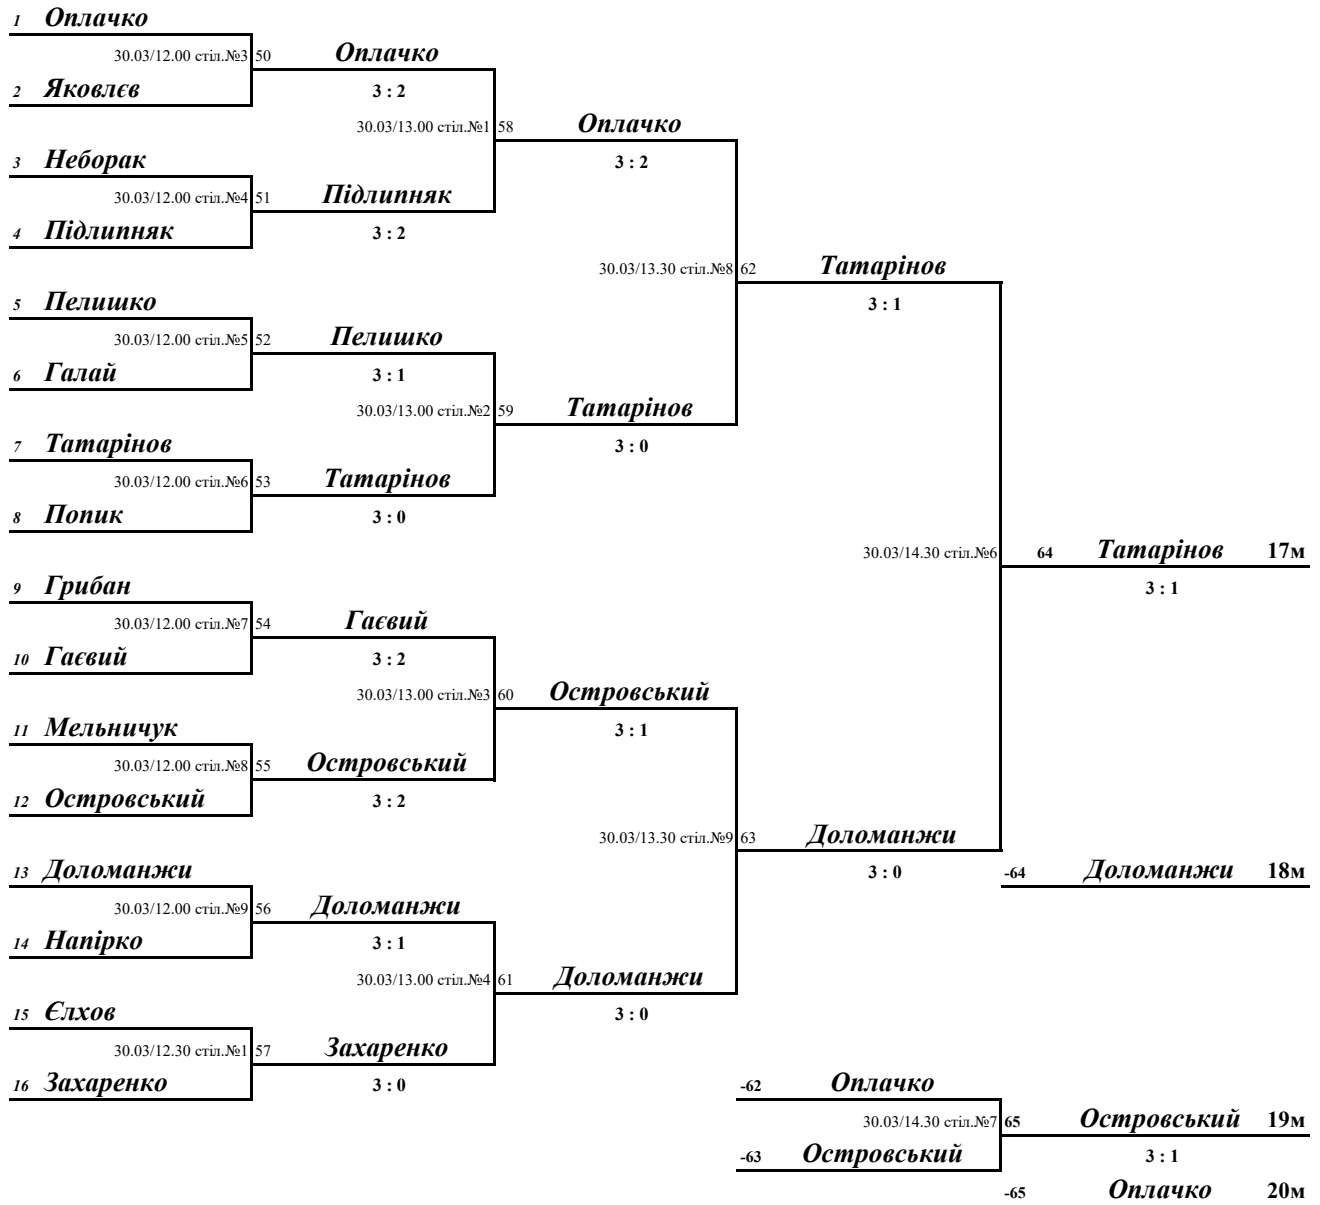 1 Оплачко
30.03/12.00 стіл.№3 50 Оплачко
2 Яковлєв 3 : 2
30.03/13.00 стіл.№1 58 Оплачко
3 Неборак 3 : 2
30.03/12.00 стіл.№4 51 Підлипняк
4 Підлипняк 3 : 2
30.03/13.30 стіл.№8 62 Татарінов
5 Пелишко 3 : 1
30.03/12.00 стіл.№5 52 Пелишко
6 Галай 3 : 1
30.03/13.00 стіл.№2 59 Татарінов
7 Татарінов 3 : 0
30.03/12.00 стіл.№6 53 Татарінов
8 Попик 3 : 0
30.03/14.30 стіл.№6 64 Татарінов 17м
9 Грибан 3 : 1
30.03/12.00 стіл.№7 54 Гаєвий
10 Гаєвий 3 : 2
30.03/13.00 стіл.№3 60 Островський
11 Мельничук 3 : 1
30.03/12.00 стіл.№8 55 Островський
12 Островський 3 : 2
30.03/13.30 стіл.№9 63 Доломанжи
13 Доломанжи 3 : 0 -64 Доломанжи 18м
30.03/12.00 стіл.№9 56 Доломанжи
14 Напірко 3 : 1
30.03/13.00 стіл.№4 61 Доломанжи
15 Єлхов 3 : 0
30.03/12.30 стіл.№1 57 Захаренко
16 Захаренко 3 : 0 -62 Оплачко
30.03/14.30 стіл.№7 65 Островський 19м
-63 Островський 3 : 1
-65 Оплачко 20м